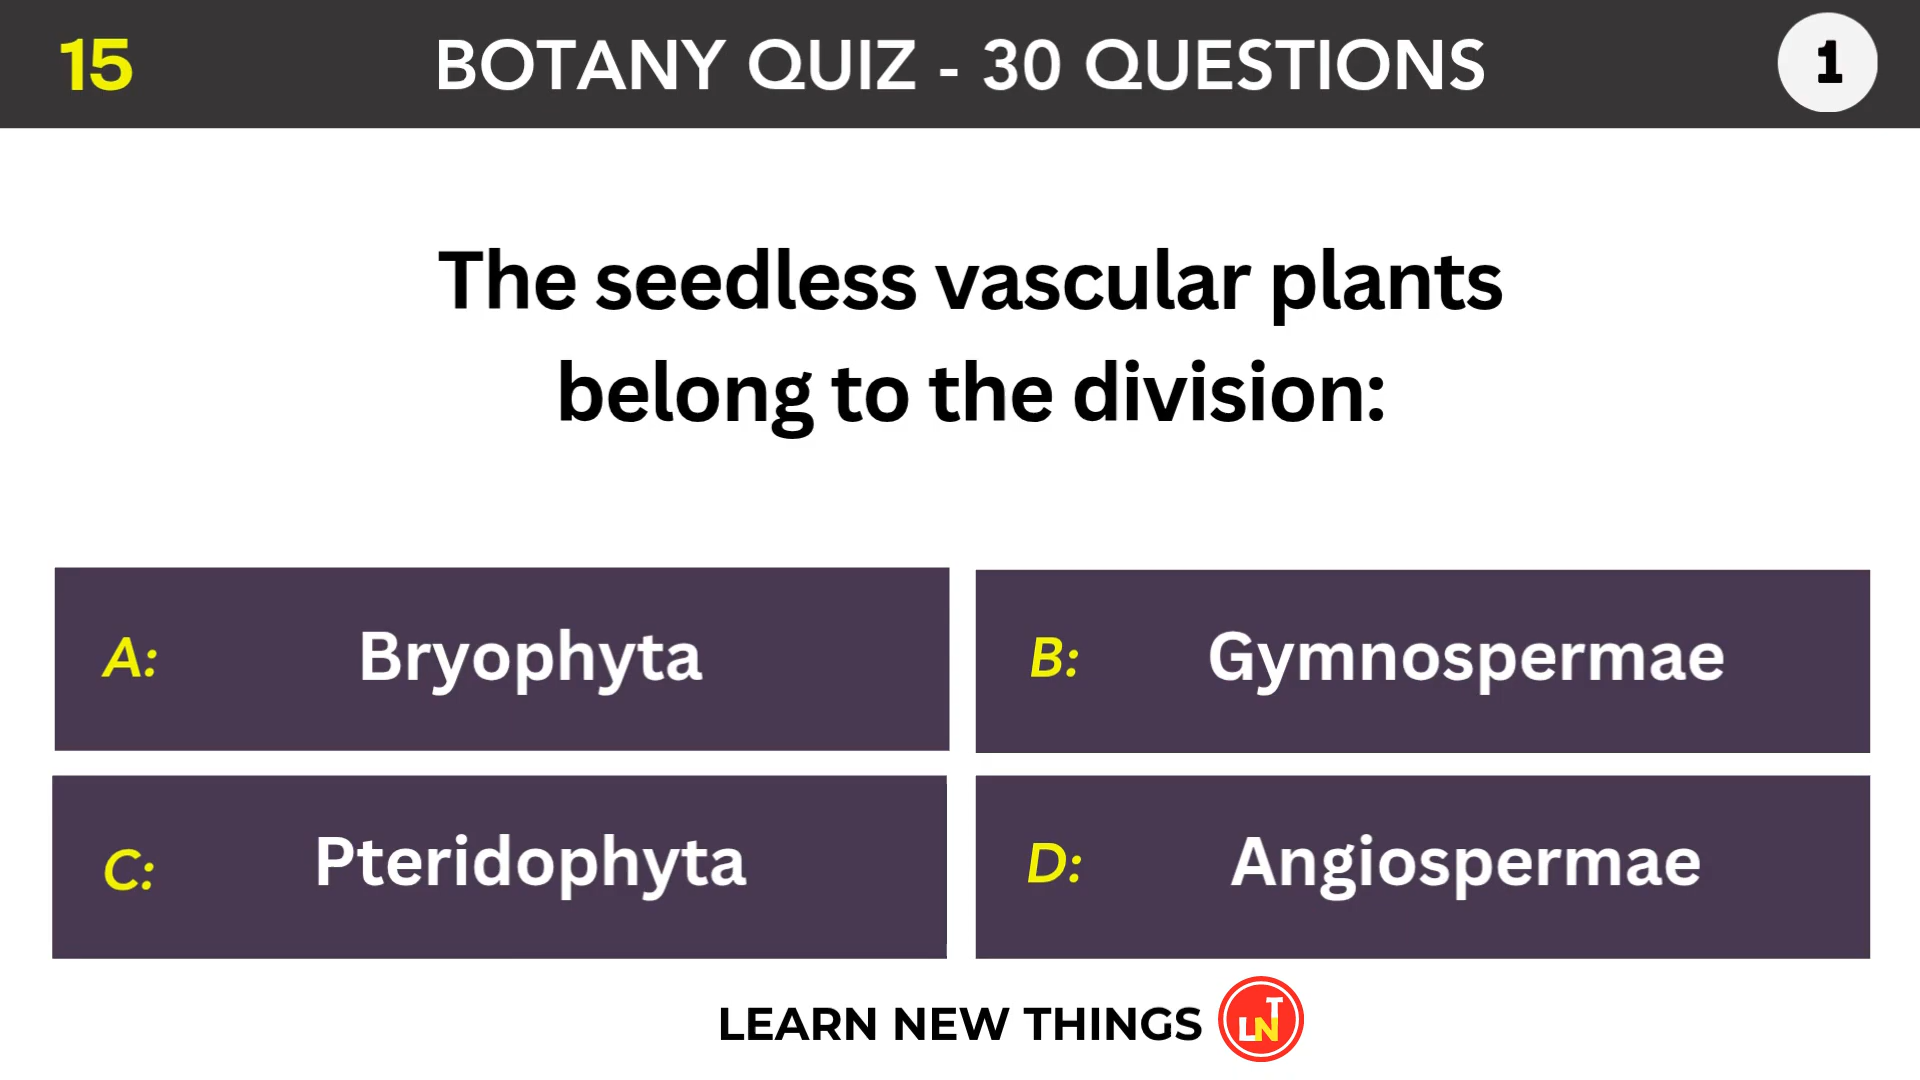 15
BOTANY QUIZ - 30 QUESTIONS
1
The seedless vascular plants
belong to the division:
A: Bryophyta
B: Gymnospermae
C: Pteridophyta
D: Angiospermae
LEARN NEW THINGS
LNT